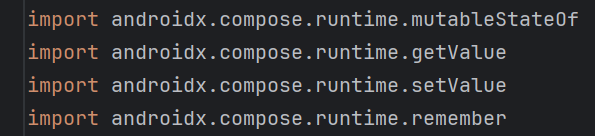 import androidx.compose.runtime.mutableStateOf
import androidx.compose.runtime.getValue
import androidx.compose.runtime.setValue
import androidx.compose.runtime.remember